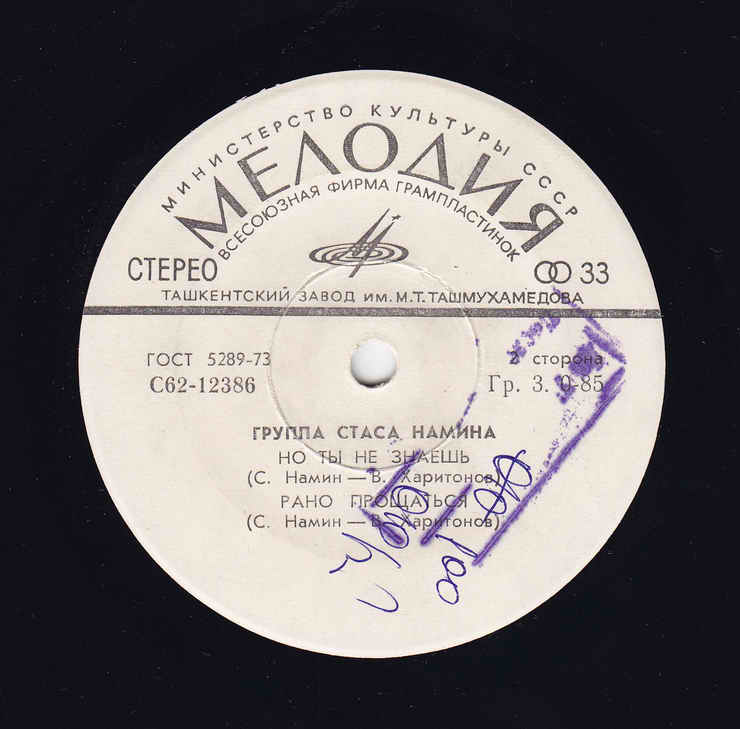 МИНИСТЕРСТВО КУЛЬТУРЫ СССР
МЕЛОДИЯ
ВСЕСОЮЗНАЯ ФИРМА ГРАМПЛАСТИНОК
СТЕРЕО 33
ТАШКЕНТСКИЙ ЗАВОД ИМ. М.Т. ТАШМУХАМЕДОВА
ГОСТ 5289-73 2 сторона
С62-12386 Гр. 3. 0-85
ГРУППА СТАСА НАМИНА
НО ТЫ НЕ ЗНАЕШЬ
(С. Намин — В. Харитонов)
РАНО ПРОЩАТЬСЯ
(С. Намин — В. Харитонов)